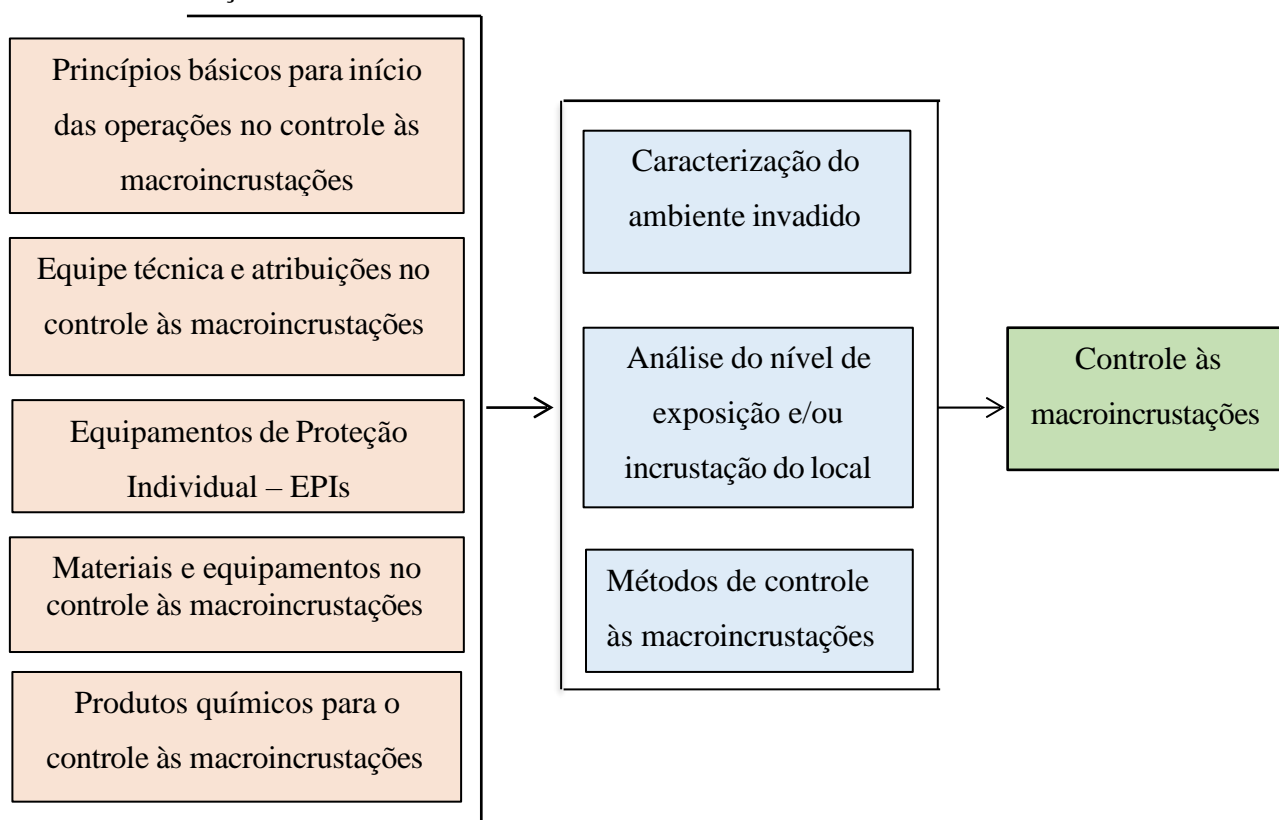 Princípios básicos para início
das operações no controle às
macroincrustações
Equipe técnica e atribuições no
controle às macroincrustações
Equipamentos de Proteção
Individual – EPIs
Materiais e equipamentos no
controle às macroincrustações
Produtos químicos para o
controle às macroincrustações
Caracterização do
ambiente invadido
Análise do nível de
exposição e/ou
incrustação do local
Métodos de controle
às macroincrustações
Controle às
macroincrustações